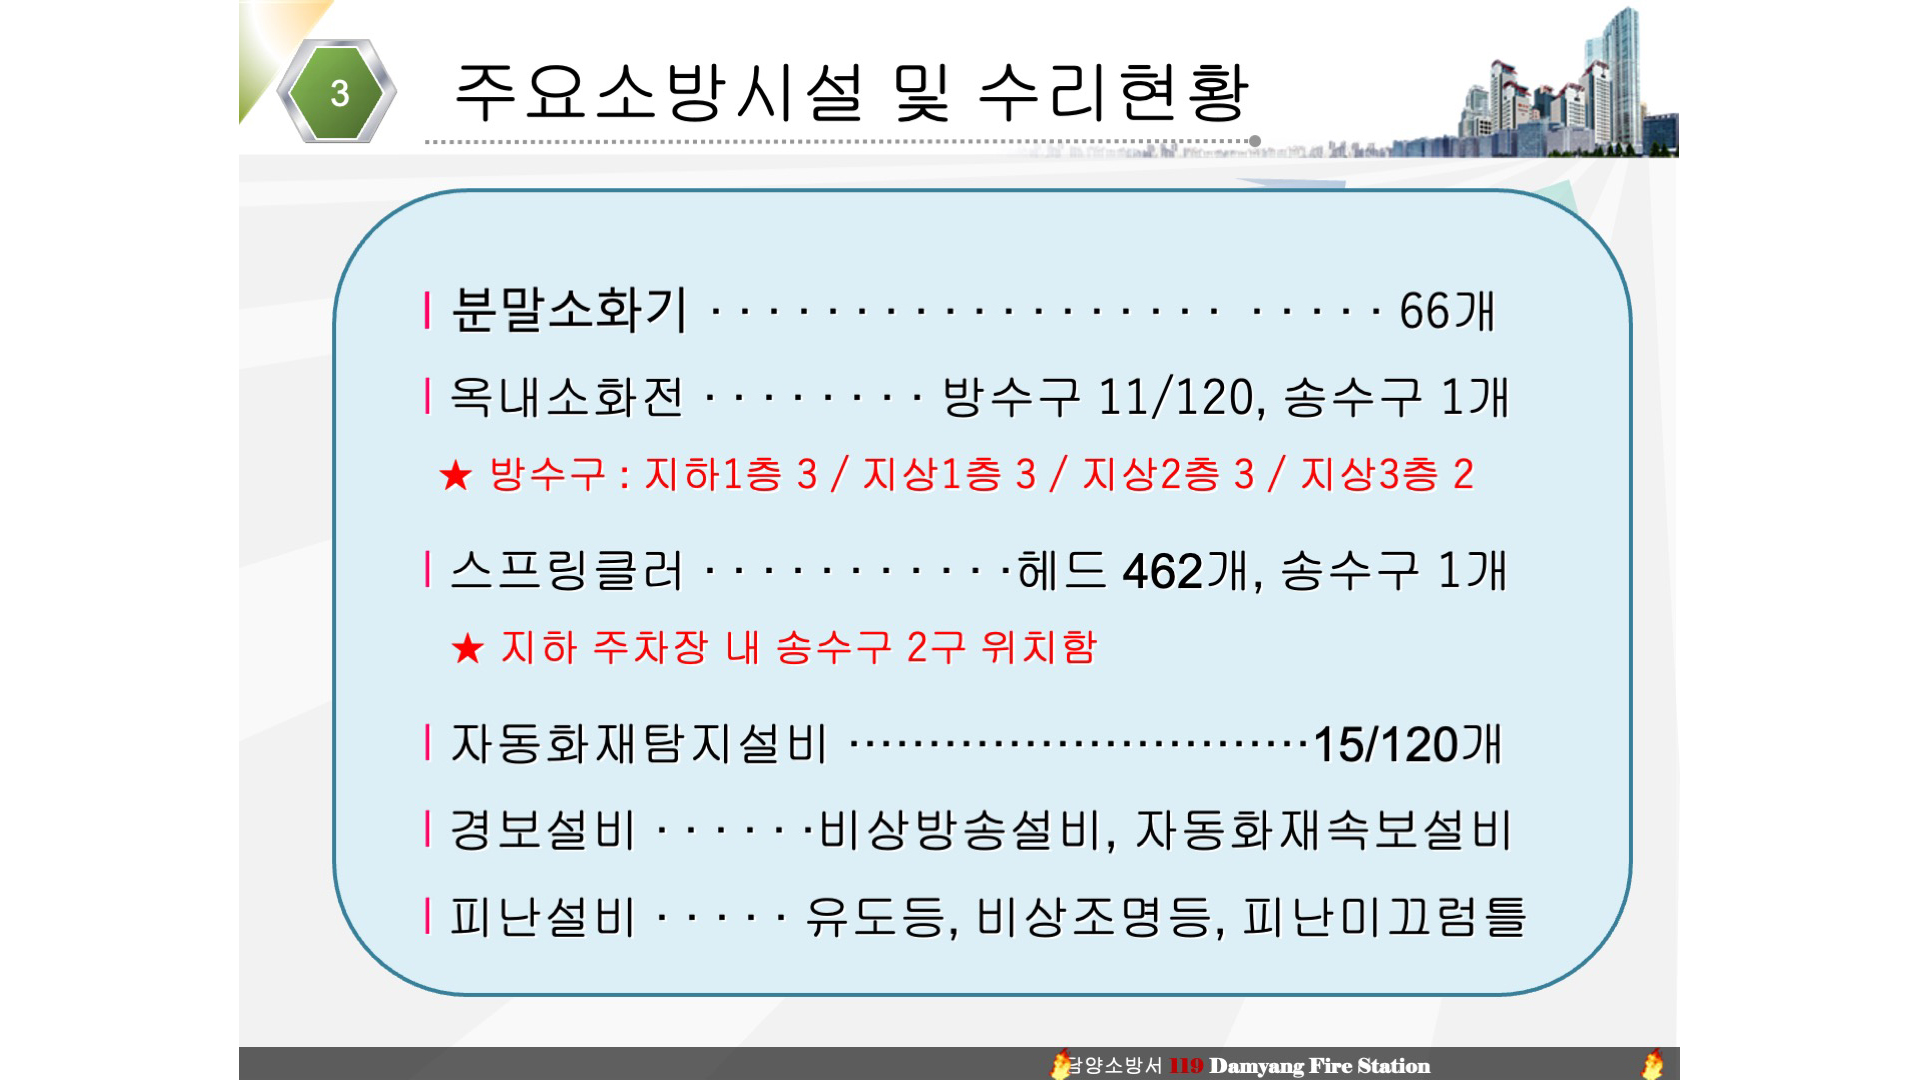 3
주요소방시설 및 수리현황
분말소화기 · · · · · · · · · · · · · · · · · · · · · · · 66개
옥내소화전 · · · · · · · · 방수구 11/120, 송수구 1개
★ 방수구 : 지하1층 3 / 지상1층 3 / 지상2층 3 / 지상3층 2
스프링클러 · · · · · · · · · · ·헤드 462개, 송수구 1개
★ 지하 주차장 내 송수구 2구 위치함
자동화재탐지설비 ·····························15/120개
경보설비 · · · · · ·비상방송설비, 자동화재속보설비
피난설비 · · · · · 유도등, 비상조명등, 피난미끄럼틀
담양소방서 119 Damyang Fire Station